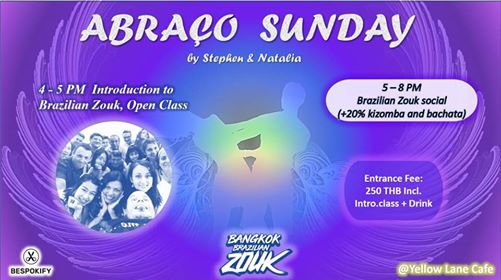 ABRAÇO SUNDAY
by Stephen & Natalia
4 - 5 PM Introduction to
Brazilian Zouk, Open Class
5 – 8 PM
Brazilian Zouk social
(+20% kizomba and bachata)
Entrance Fee:
250 THB Incl.
Intro.class + Drink
BANGKOK
BRAZILIAN
ZOUK
BESPOKIFY
@Yellow Lane Cafe